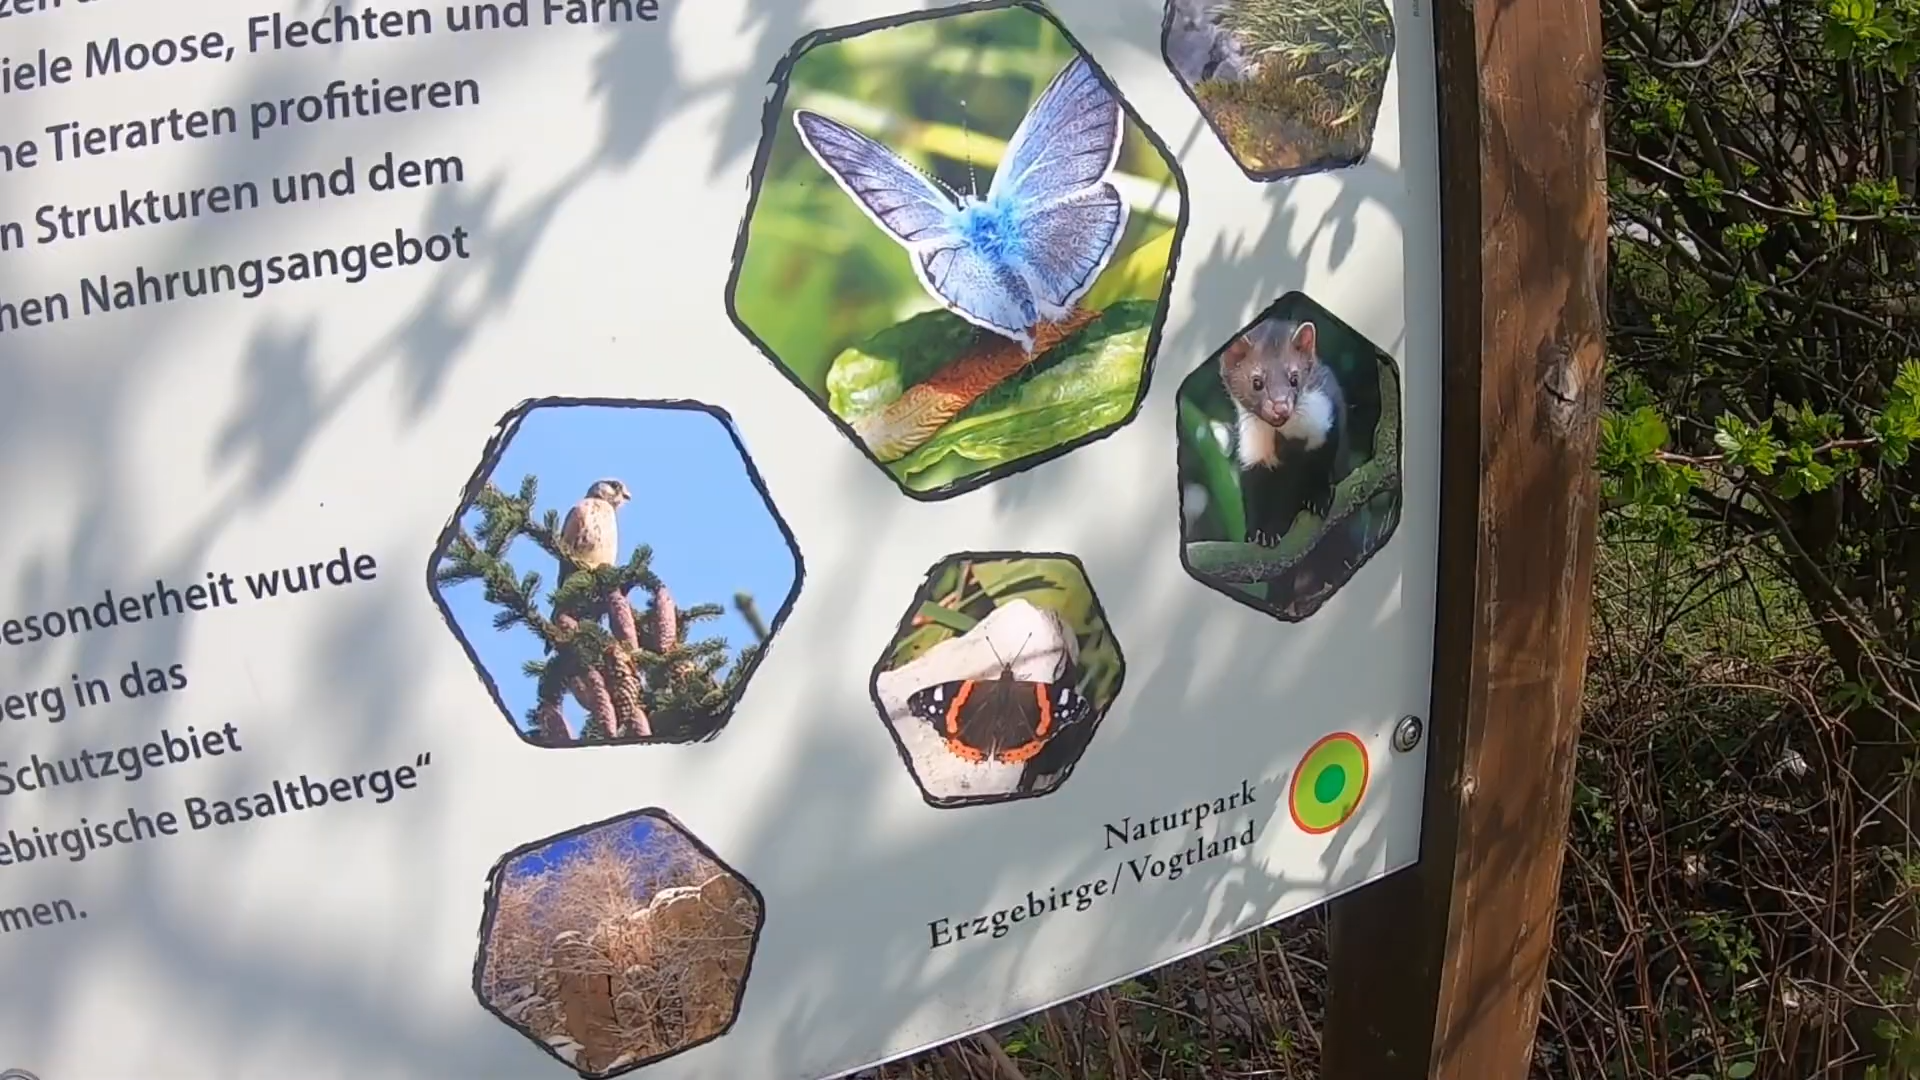 iele Moose, Flechten und Farne
ne Tierarten profitieren
n Strukturen und dem
hen Nahrungsangebot
esonderheit wurde
berg in das
Schutzgebiet
ebirgische Basaltberge“
men.
Naturpark
Erzgebirge/Vogtland